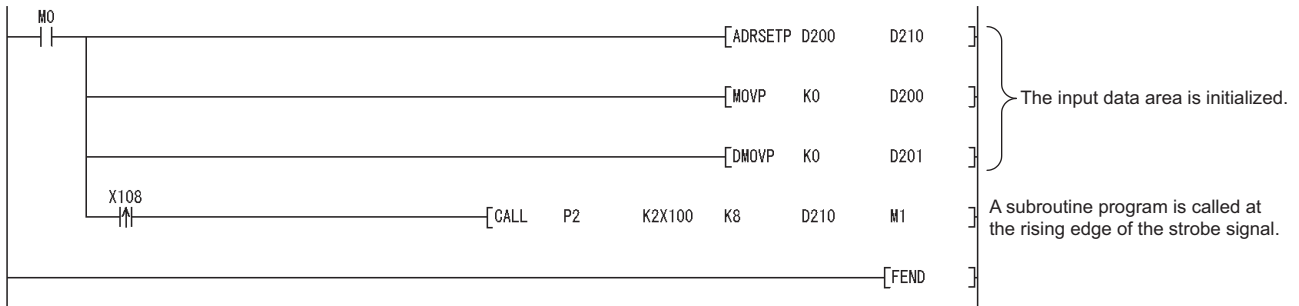 M0
ADRSETP D200 D210
MOVP K0 D200
The input data area is initialized.
DMOVP K0 D201
X108
CALL P2 K2X100 K8 D210 M1
A subroutine program is called at
the rising edge of the strobe signal.
FEND